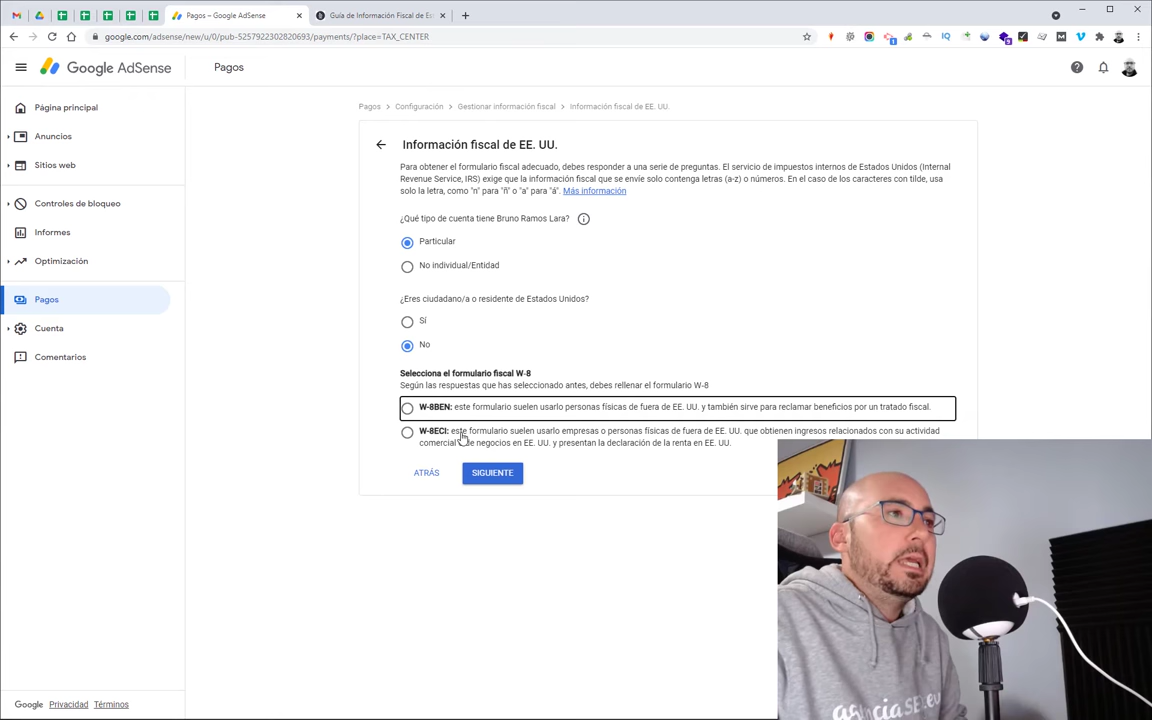 Pagos – Google AdSense
Guía de Información Fiscal de Es
google.com/adsense/new/u/0/pub-5257922302820693/payments/?place=TAX_CENTER
Google AdSense
Pagos
Página principal
Anuncios
Sitios web
Controles de bloqueo
Informes
Optimización
Pagos
Cuenta
Comentarios
Pagos > Configuración > Gestionar información fiscal > Información fiscal de EE. UU.
Información fiscal de EE. UU.
Para obtener el formulario fiscal adecuado, debes responder a una serie de preguntas. El servicio de impuestos internos de Estados Unidos (Internal
Revenue Service, IRS) exige que la información fiscal que se envíe solo contenga letras (a-z) o números. En el caso de los caracteres con tilde, usa
solo la letra, como "n" para "ñ" o "a" para "á". Más información
¿Qué tipo de cuenta tiene Bruno Ramos Lara?
Particular
No individual/Entidad
¿Eres ciudadano/a o residente de Estados Unidos?
Sí
No
Selecciona el formulario fiscal W-8
Según las respuestas que has seleccionado antes, debes rellenar el formulario W-8
W-8BEN: este formulario suelen usarlo personas físicas de fuera de EE. UU. y también sirve para reclamar beneficios por un tratado fiscal.
W-8ECI: este formulario suelen usarlo empresas o personas físicas de fuera de EE. UU. que obtienen ingresos relacionados con su actividad
comercial de negocios en EE. UU. y presentan la declaración de la renta en EE. UU.
ATRÁS
SIGUIENTE
Google Privacidad Términos